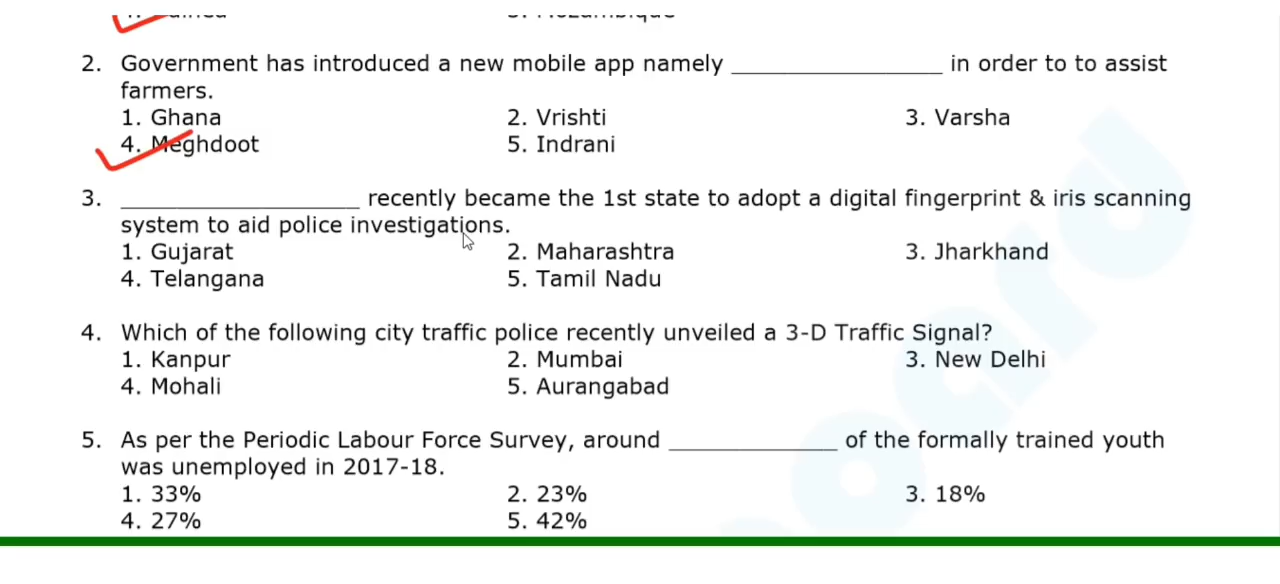 2. Government has introduced a new mobile app namely _________________ in order to to assist
farmers.
1. Ghana 2. Vrishti 3. Varsha
4. Meghdoot 5. Indrani
3. ___________________ recently became the 1st state to adopt a digital fingerprint & iris scanning
system to aid police investigations.
1. Gujarat 2. Maharashtra 3. Jharkhand
4. Telangana 5. Tamil Nadu
4. Which of the following city traffic police recently unveiled a 3-D Traffic Signal?
1. Kanpur 2. Mumbai 3. New Delhi
4. Mohali 5. Aurangabad
5. As per the Periodic Labour Force Survey, around ______________ of the formally trained youth
was unemployed in 2017-18.
1. 33% 2. 23% 3. 18%
4. 27% 5. 42%